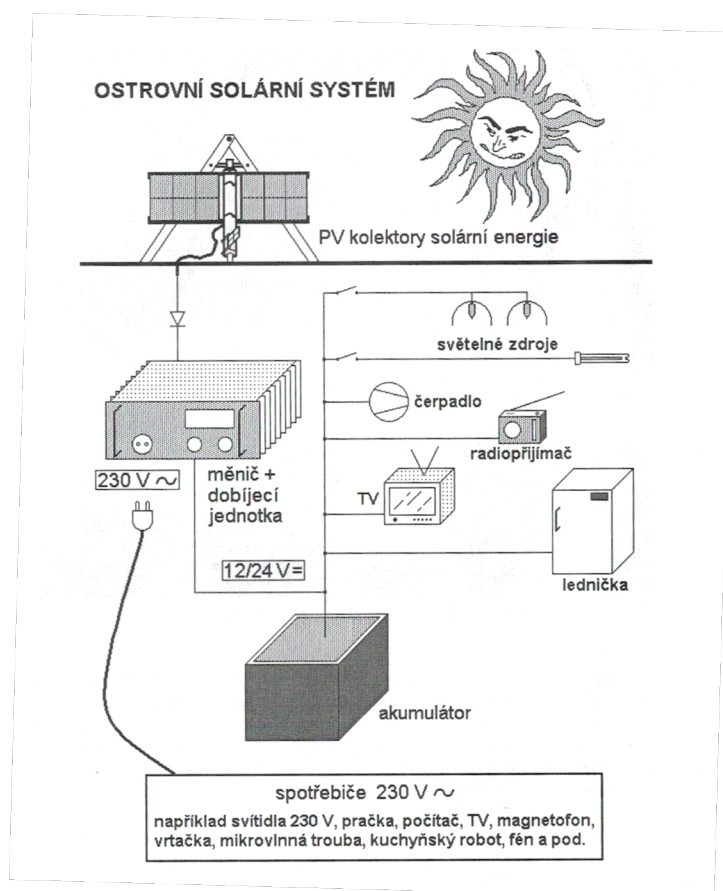 OSTROVNÍ SOLÁRNÍ SYSTÉM
PV kolektory solární energie
světelné zdroje
čerpadlo
radiopřijímač
230 V ~
měnič +
dobíjecí
jednotka
TV
12/24 V=
lednička
akumulátor
spotřebiče 230 V ~
například svítidla 230 V, pračka, počítač, TV, magnetofon,
vrtačka, mikrovlnná trouba, kuchyňský robot, fén a pod.